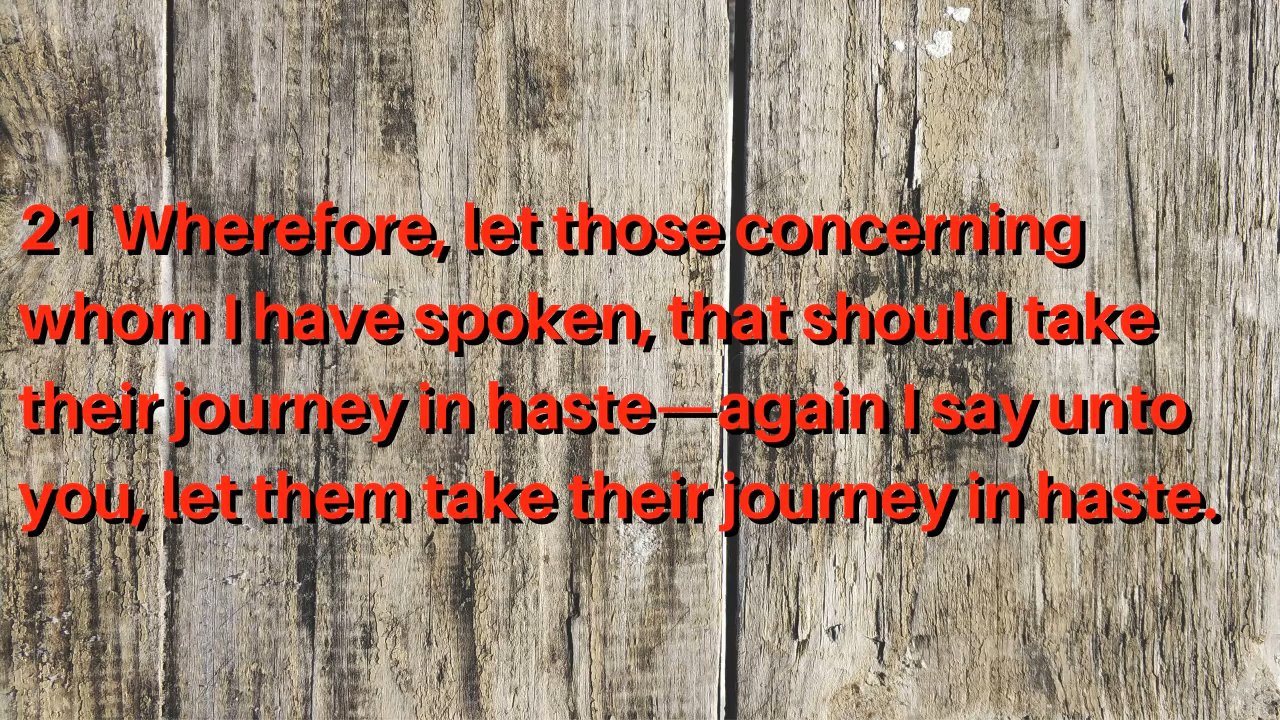 21 Wherefore, let those concerning
whom I have spoken, that should take
their journey in haste—again I say unto
you, let them take their journey in haste.